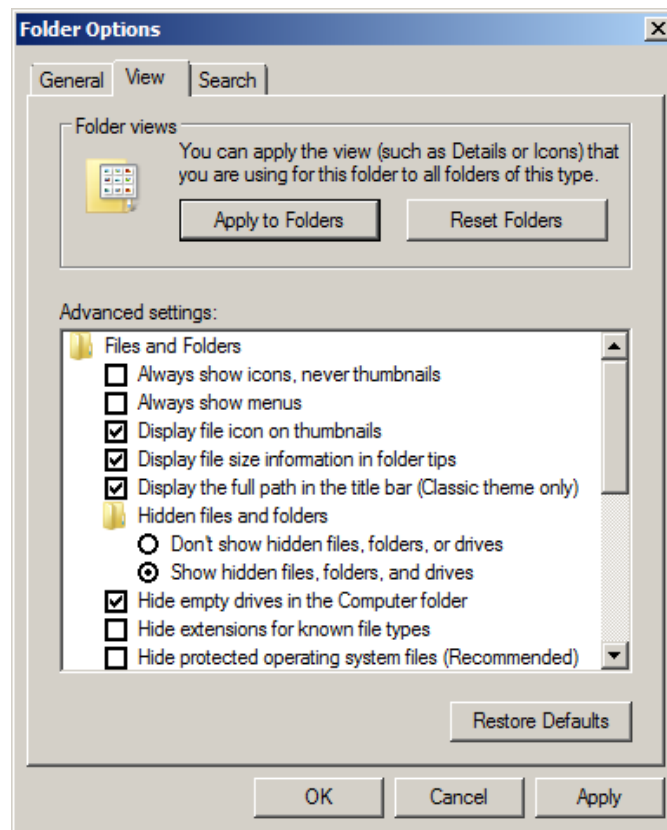 Folder Options
General View Search
Folder views
You can apply the view (such as Details or Icons) that
you are using for this folder to all folders of this type.
Apply to Folders Reset Folders
Advanced settings:
Files and Folders
Always show icons, never thumbnails
Always show menus
Display file icon on thumbnails
Display file size information in folder tips
Display the full path in the title bar (Classic theme only)
Hidden files and folders
Don't show hidden files, folders, or drives
Show hidden files, folders, and drives
Hide empty drives in the Computer folder
Hide extensions for known file types
Hide protected operating system files (Recommended)
Restore Defaults
OK Cancel Apply